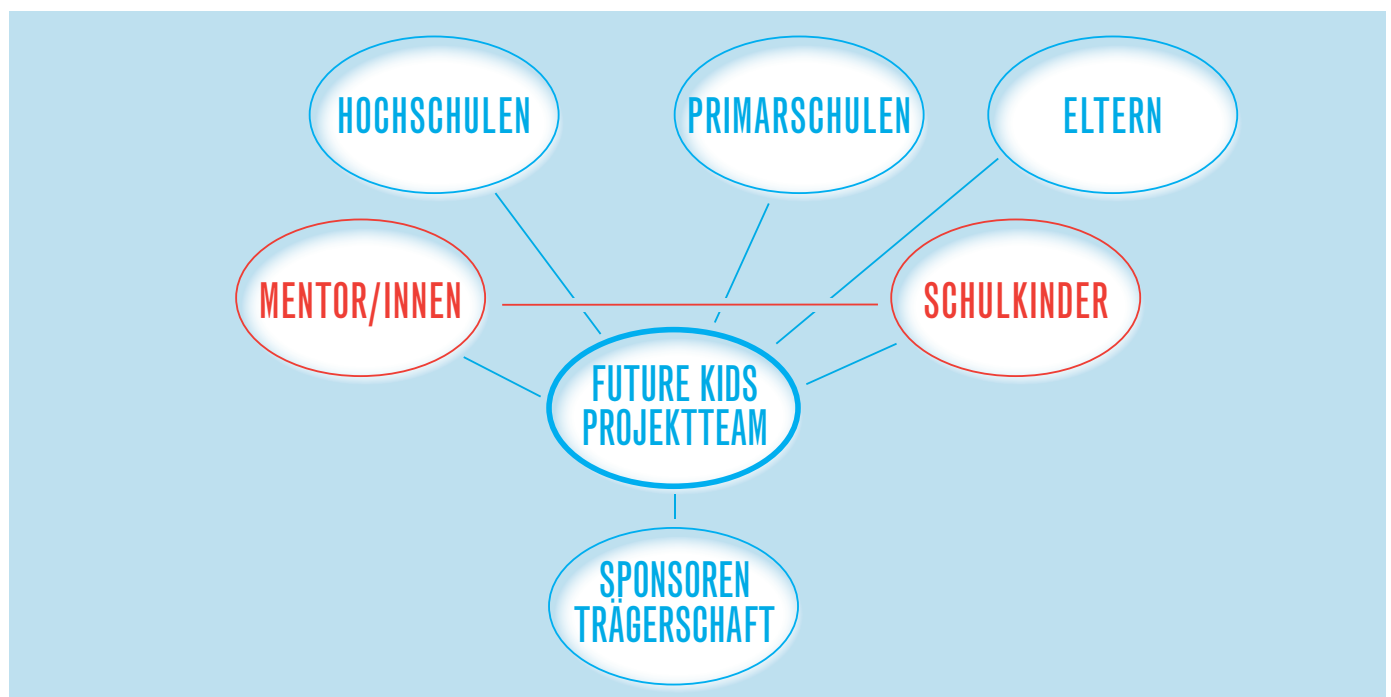 HOCHSCHULEN
PRIMARSCHULEN
ELTERN
MENTOR/INNEN
SCHULKINDER
FUTURE KIDS
PROJEKTTEAM
SPONSOREN
TRÄGERSCHAFT